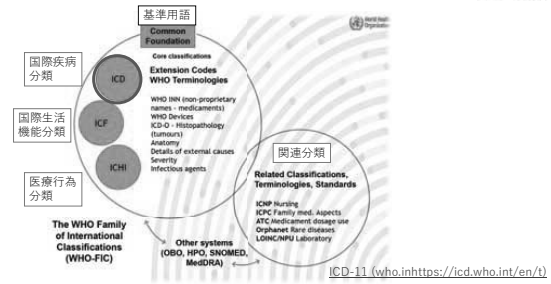 基準用語
Common
Foundation
World Health
Organization
Core classifications
国際疾病
分類
ICD
Extension Codes
WHO Terminologies
国際生活
機能分類
ICF
WHO INN (non-proprietary
names - medicaments)
WHO Devices
ICD-O - Histopathology
(tumours)
Anatomy
Details of external causes
Severity
Infectious agents
医療行為
分類
ICHI
関連分類
Related Classifications,
Terminologies, Standards
ICNP Nursing
ICPC Family med. Aspects
ATC Medicament dosage use
Orphanet Rare diseases
LOINC/NPU Laboratory
The WHO Family
of International
Classifications
(WHO-FIC)
Other systems
(OBO, HPO, SNOMED,
MedDRA)
ICD-11 (who.inhttps://icd.who.int/en/t)